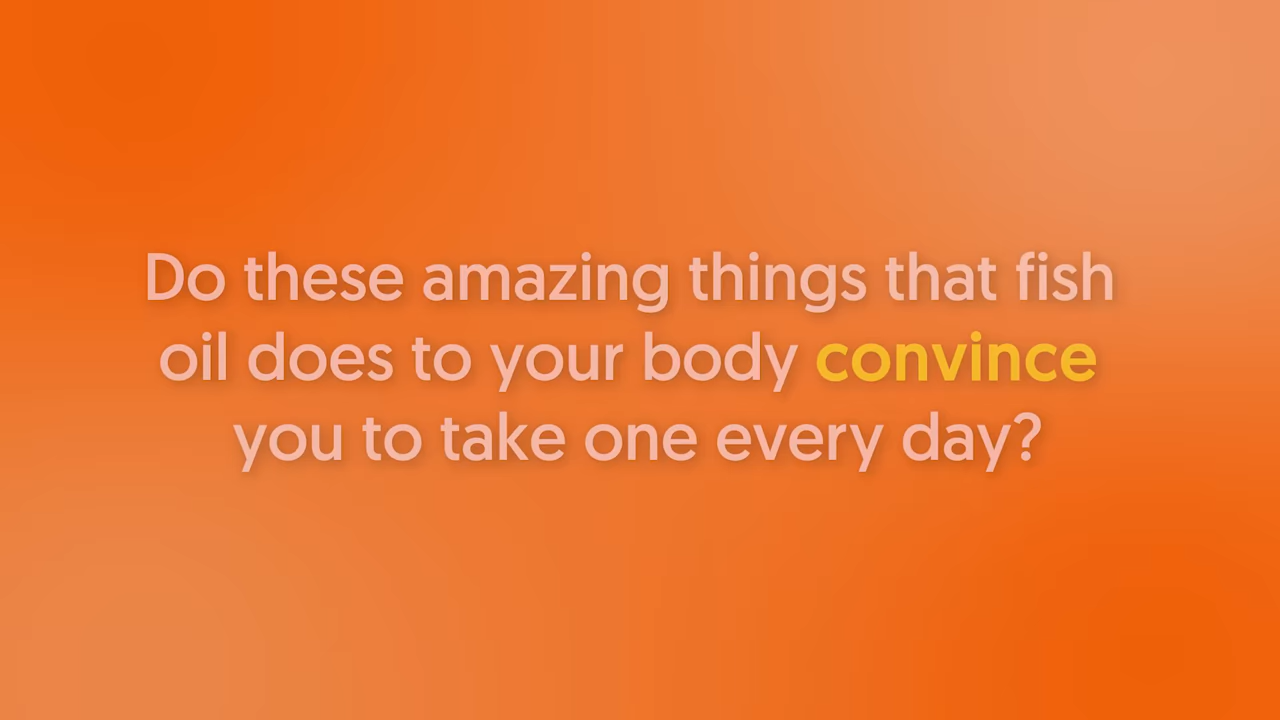 Do these amazing things that fish
oil does to your body convince
you to take one every day?